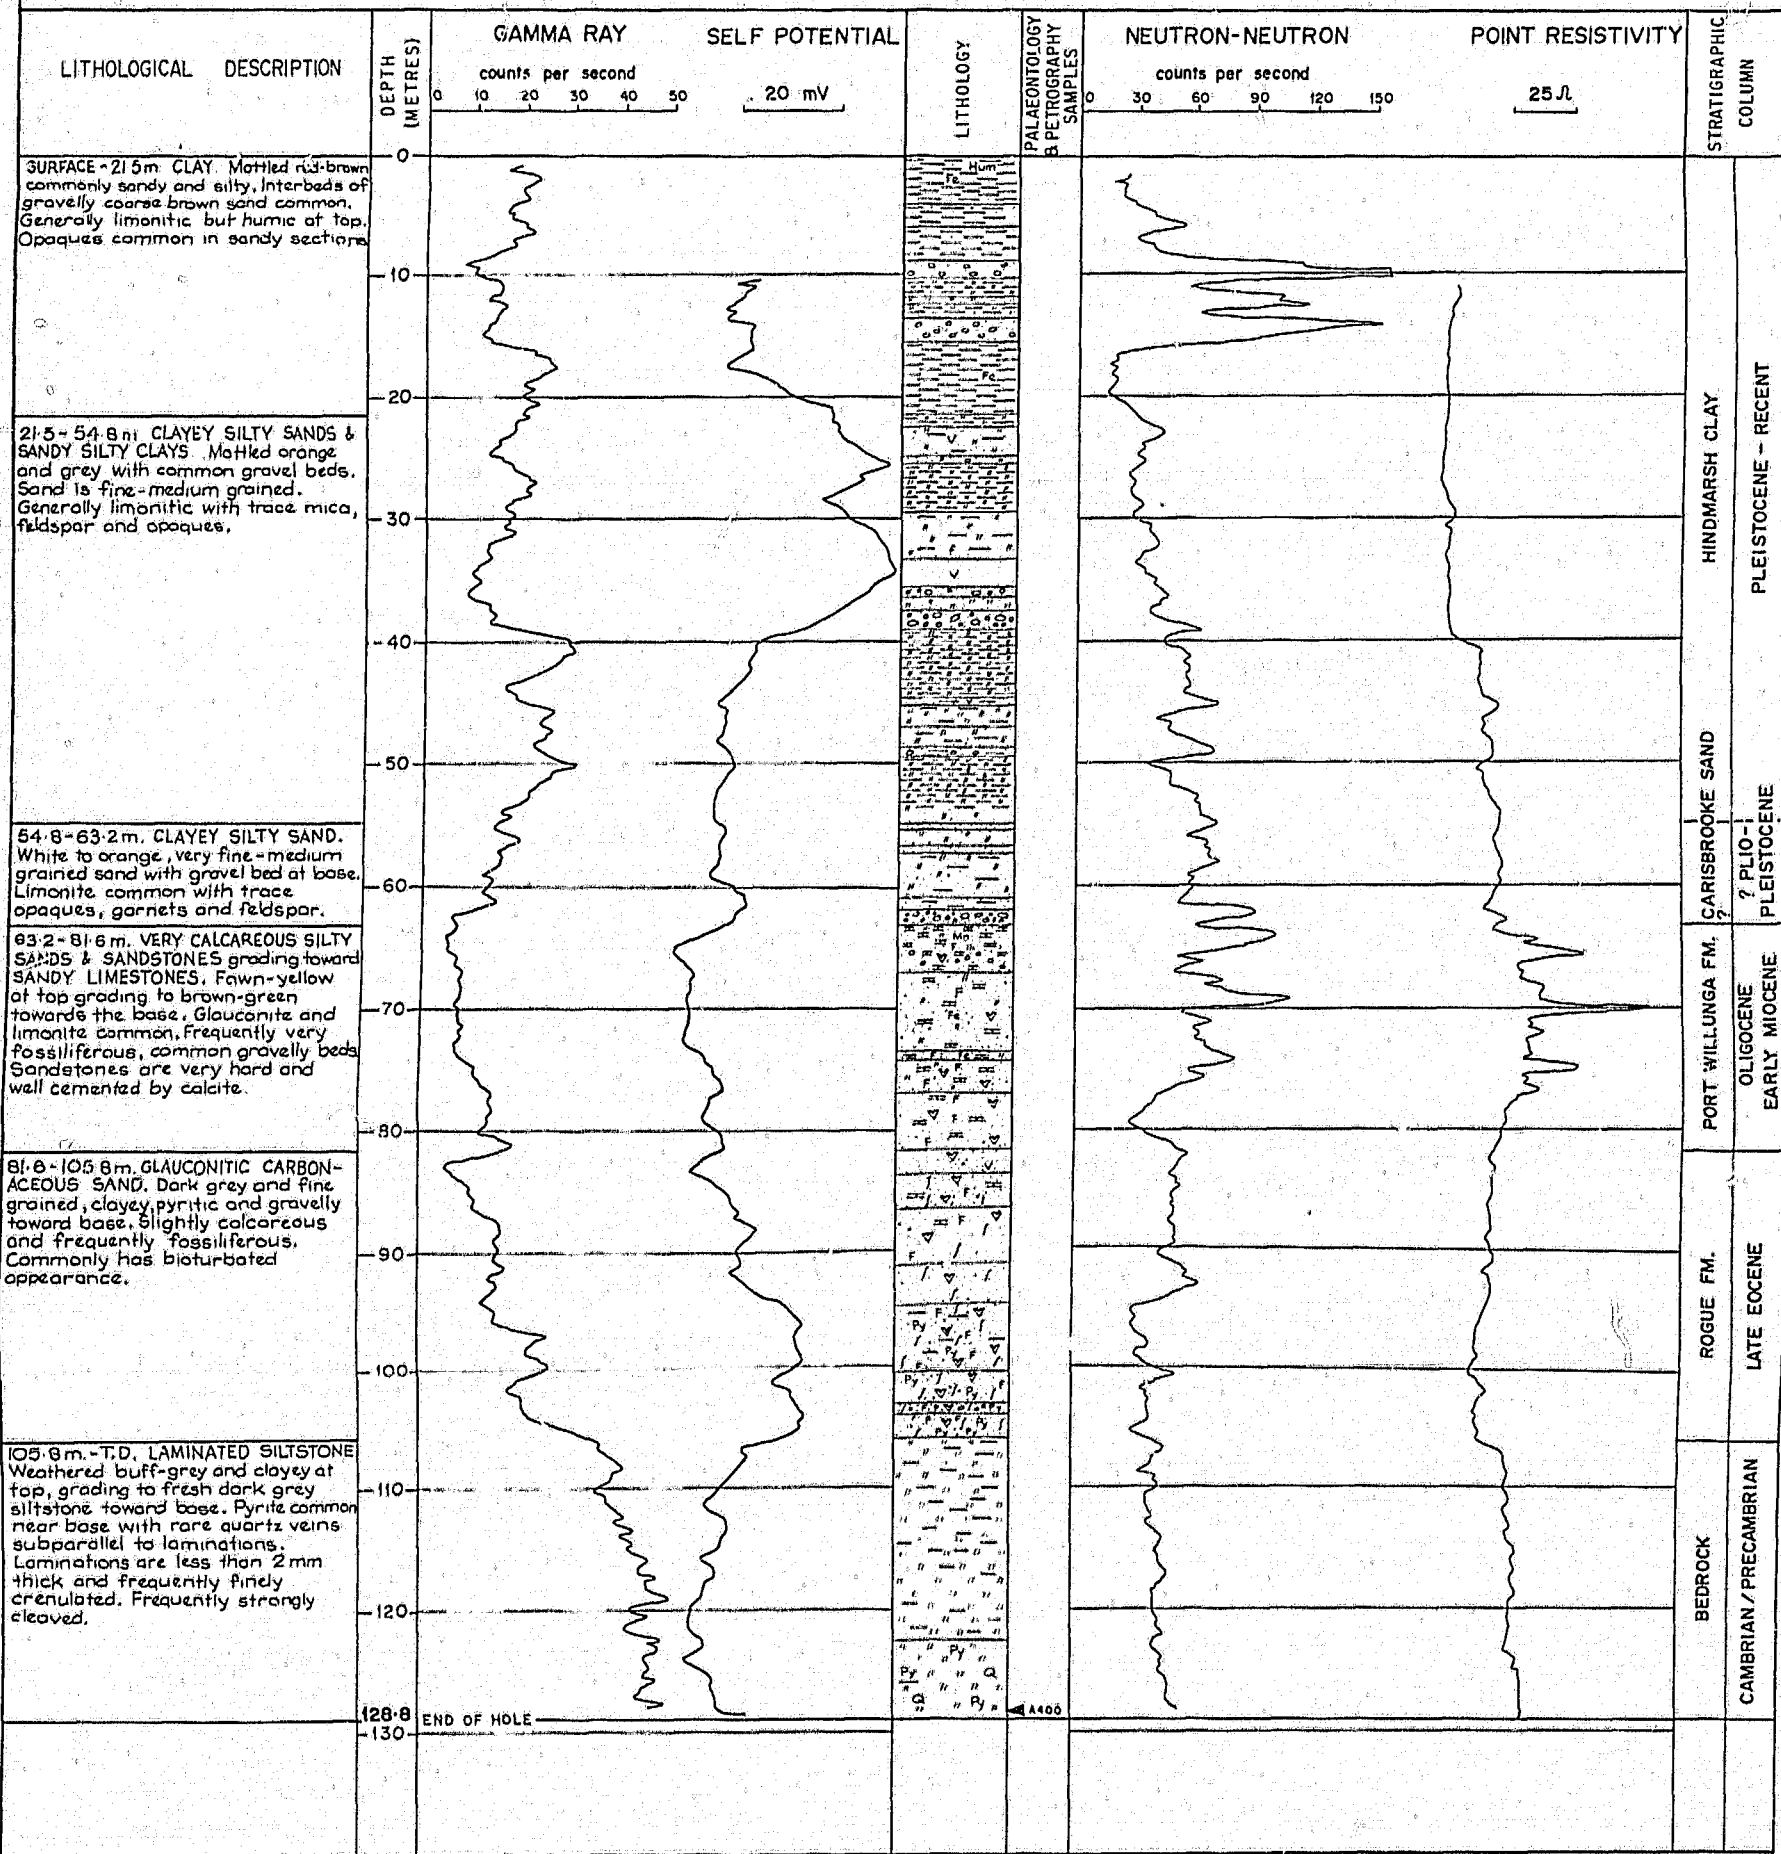 LITHOLOGICAL DESCRIPTION
DEPTH
(METRES)
GAMMA RAY
counts per second
0 10 20 30 40 50
SELF POTENTIAL
20 mV
LITHOLOGY
PALAEONTOLOGY
& PETROGRAPHY
SAMPLES
NEUTRON-NEUTRON
counts per second
0 30 60 90 120 150
POINT RESISTIVITY
25 Ω
STRATIGRAPHIC
COLUMN
SURFACE - 21.5m. CLAY. Mottled red-brown
commonly sandy and silty. Interbeds of
gravelly coarse brown sand common.
Generally limonitic but humic at top.
Opaques common in sandy sections
21.5 - 54.8m CLAYEY SILTY SANDS &
SANDY SILTY CLAYS. Mottled orange
and grey with common gravel beds.
Sand is fine-medium grained.
Generally limonitic with trace mica,
feldspar and opaques.
54.8-63.2m. CLAYEY SILTY SAND.
White to orange, very fine-medium
grained sand with gravel bed at base.
Limonite common with trace
opaques, garnets and feldspar.
63.2-81.6m. VERY CALCAREOUS SILTY
SANDS & SANDSTONES grading toward
SANDY LIMESTONES. Fawn-yellow
at top grading to brown-green
towards the base. Glauconite and
limonite common. Frequently very
fossiliferous, common gravelly beds
Sandstones are very hard and
well cemented by calcite.
81.6-105.8m. GLAUCONITIC CARBON-
ACEOUS SAND. Dark grey and fine
grained, clayey, pyritic and gravelly
toward base. Slightly calcareous
and frequently fossiliferous.
Commonly has bioturbated
appearance.
105.8m.-T.D. LAMINATED SILTSTONE
Weathered buff-grey and clayey at
top, grading to fresh dark grey
siltstone toward base. Pyrite common
near base with rare quartz veins
subparallel to laminations.
Laminations are less than 2mm
thick and frequently finely
crenulated. Frequently strongly
cleaved.
0
10
20
30
40
50
60
70
80
90
100
110
120
128.8 END OF HOLE
130
Hum
Fe
Fe
V
F
V
F
F
F
F
F
Py
F
Py
Py
Py
Py
Py
Q
Q
Py
A400
HINDMARSH CLAY
CARISBROOKE SAND
?
PORT WILLUNGA FM.
ROGUE FM.
BEDROCK
PLEISTOCENE - RECENT
? PLIO-
PLEISTOCENE
OLIGOCENE
EARLY MIOCENE
LATE EOCENE
CAMBRIAN/PRECAMBRIAN